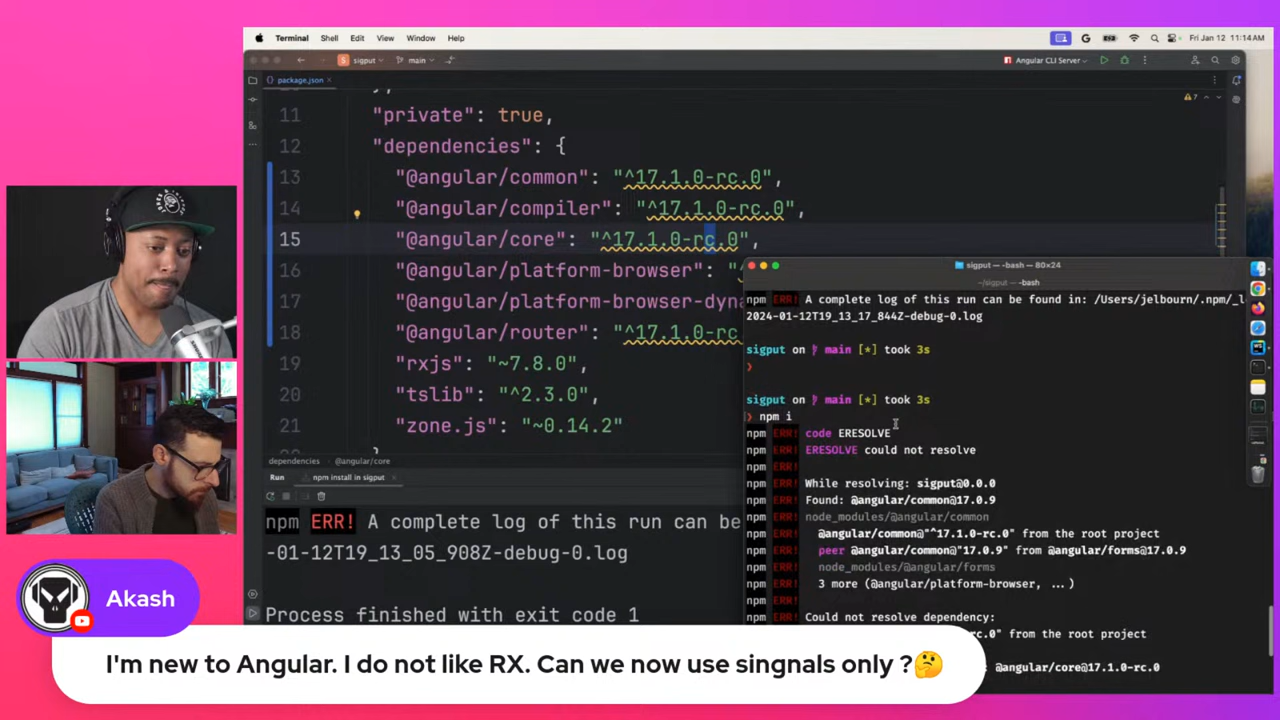 Terminal Shell Edit View Window Help
Fri Jan 12 11:14 AM
sigput main
Angular CLI Server
package.json
7
11 "private": true,
12 "dependencies": {
13 "@angular/common": "^17.1.0-rc.0",
14 "@angular/compiler": "^17.1.0-rc.0",
15 "@angular/core": "^17.1.0-rc.0",
16 "@angular/platform-browser": "
17 "@angular/platform-browser-dyna
18 "@angular/router": "^17.1.0-rc
19 "rxjs": "~7.8.0",
20 "tslib": "^2.3.0",
21 "zone.js": "~0.14.2"
dependencies @angular/core
Run npm install in sigput
npm ERR! A complete log of this run can be
-01-12T19_13_05_908Z-debug-0.log
Process finished with exit code 1
sigput — -bash — 80×24
~/sigput — -bash
npm ERR! A complete log of this run can be found in: /Users/jelbourn/.npm/_l
2024-01-12T19_13_17_844Z-debug-0.log
sigput on main [*] took 3s
❯
sigput on main [*] took 3s
❯ npm i
npm ERR! code ERESOLVE
npm ERR! ERESOLVE could not resolve
npm ERR!
npm ERR! While resolving: sigput@0.0.0
npm ERR! Found: @angular/common@17.0.9
npm ERR! node_modules/@angular/common
npm ERR! @angular/common@"^17.1.0-rc.0" from the root project
npm ERR! peer @angular/common@"17.0.9" from @angular/forms@17.0.9
npm ERR! node_modules/@angular/forms
npm ERR! 3 more (@angular/platform-browser, ...)
npm ERR!
npm ERR! Could not resolve dependency:
rc.0" from the root project
@angular/core@17.1.0-rc.0
Akash
I'm new to Angular. I do not like RX. Can we now use singnals only ?🤔